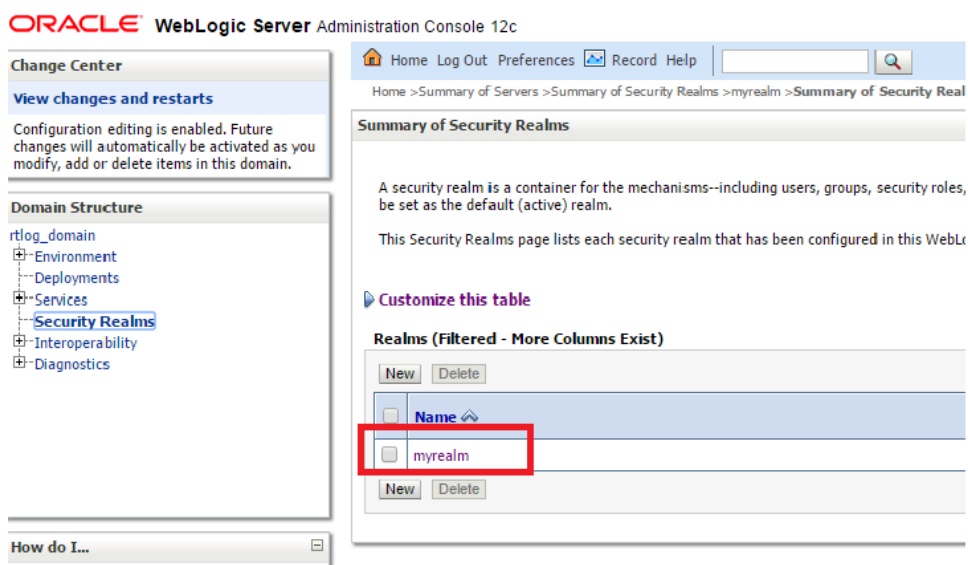 ORACLE WebLogic Server Administration Console 12c
Change Center
View changes and restarts
Configuration editing is enabled. Future
changes will automatically be activated as you
modify, add or delete items in this domain.
Domain Structure
rtlog_domain
Environment
Deployments
Services
Security Realms
Interoperability
Diagnostics
How do I...
Home Log Out Preferences Record Help
Home >Summary of Servers >Summary of Security Realms >myrealm >Summary of Security Real
Summary of Security Realms
A security realm is a container for the mechanisms--including users, groups, security roles,
be set as the default (active) realm.
This Security Realms page lists each security realm that has been configured in this WebLo
Customize this table
Realms (Filtered - More Columns Exist)
New Delete
Name
myrealm
New Delete